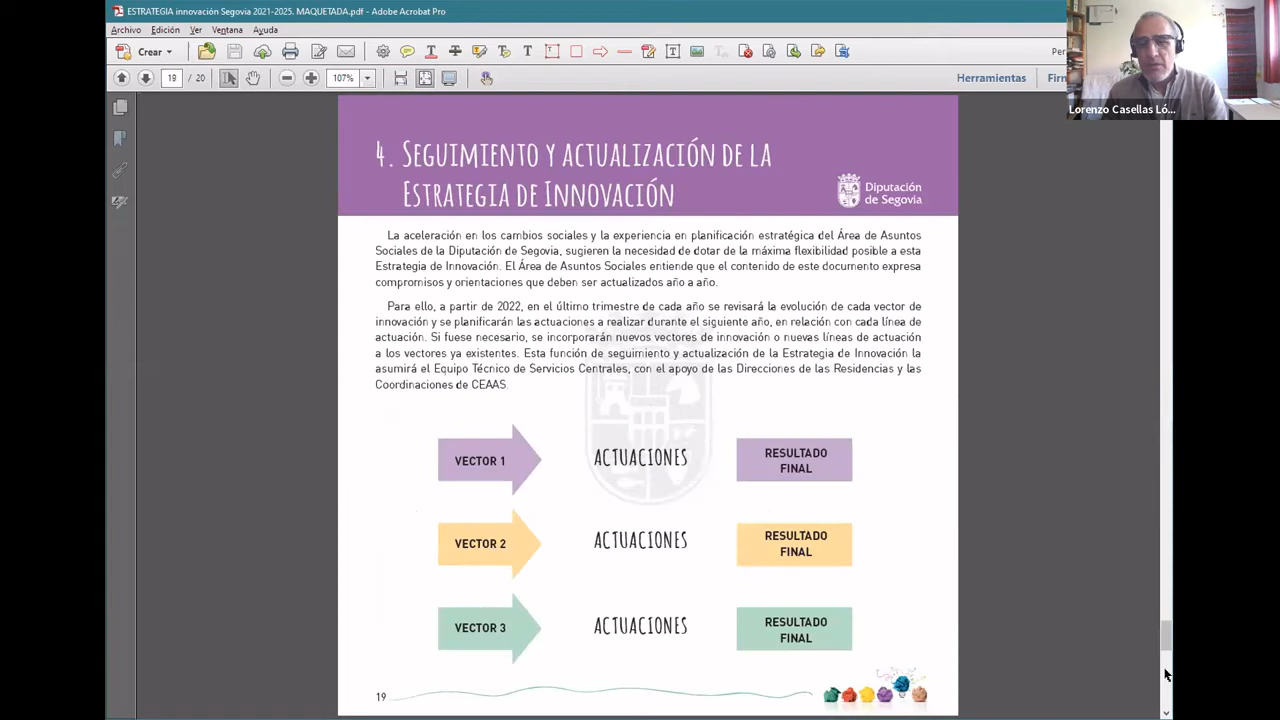 ESTRATEGIA innovación Segovia 2021-2025. MAQUETADA.pdf - Adobe Acrobat Pro
Archivo Edición Ver Ventana Ayuda
Crear
19 / 20 107% Herramientas
Lorenzo Casellas Ló...
4. SEGUIMIENTO Y ACTUALIZACIÓN DE LA
ESTRATEGIA DE INNOVACIÓN
Diputación
de Segovia
La aceleración en los cambios sociales y la experiencia en planificación estratégica del Área de Asuntos
Sociales de la Diputación de Segovia, sugieren la necesidad de dotar de la máxima flexibilidad posible a esta
Estrategia de Innovación. El Área de Asuntos Sociales entiende que el contenido de este documento expresa
compromisos y orientaciones que deben ser actualizados año a año.
Para ello, a partir de 2022, en el último trimestre de cada año se revisará la evolución de cada vector de
innovación y se planificarán las actuaciones a realizar durante el siguiente año, en relación con cada línea de
actuación. Si fuese necesario, se incorporarán nuevos vectores de innovación o nuevas líneas de actuación
a los vectores ya existentes. Esta función de seguimiento y actualización de la Estrategia de Innovación la
asumirá el Equipo Técnico de Servicios Centrales, con el apoyo de las Direcciones de las Residencias y las
Coordinaciones de CEAAS.
VECTOR 1 ACTUACIONES RESULTADO
FINAL
VECTOR 2 ACTUACIONES RESULTADO
FINAL
VECTOR 3 ACTUACIONES RESULTADO
FINAL
19